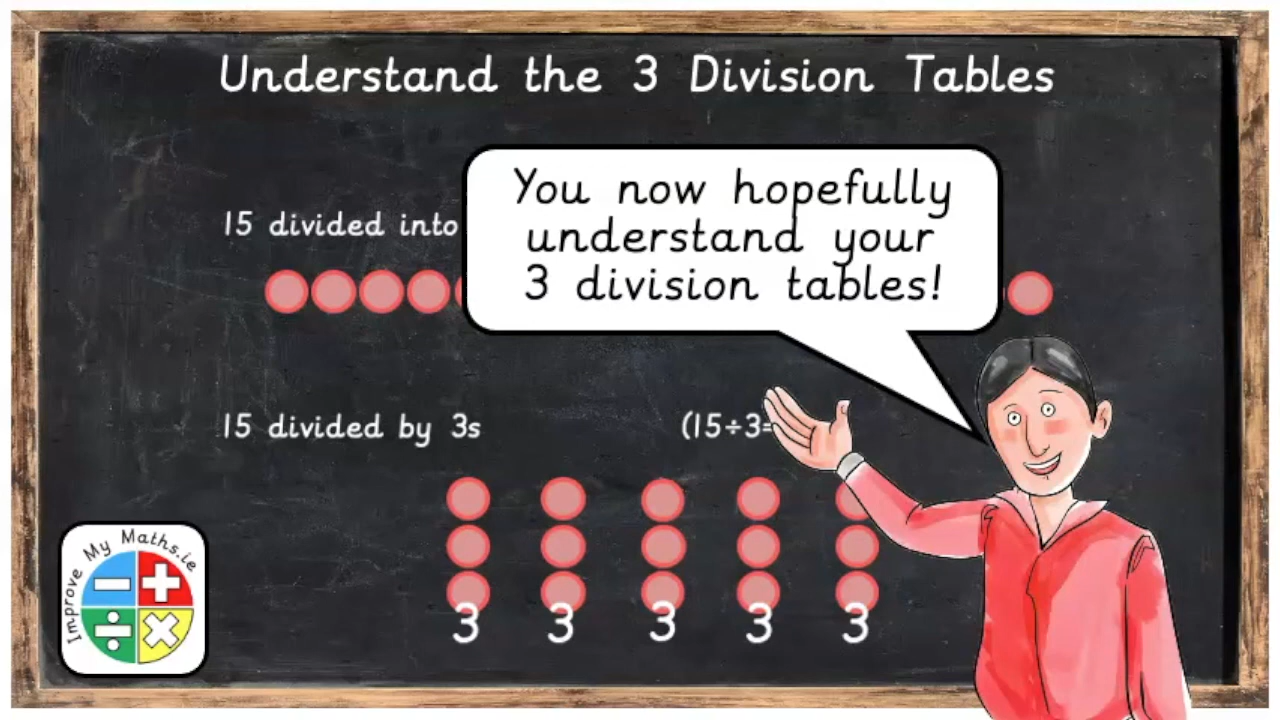 Understand the 3 Division Tables
You now hopefully
understand your
3 division tables!
15 divided into
15 divided by 3s (15÷3=
3 3 3 3 3
Improve My Maths.ie